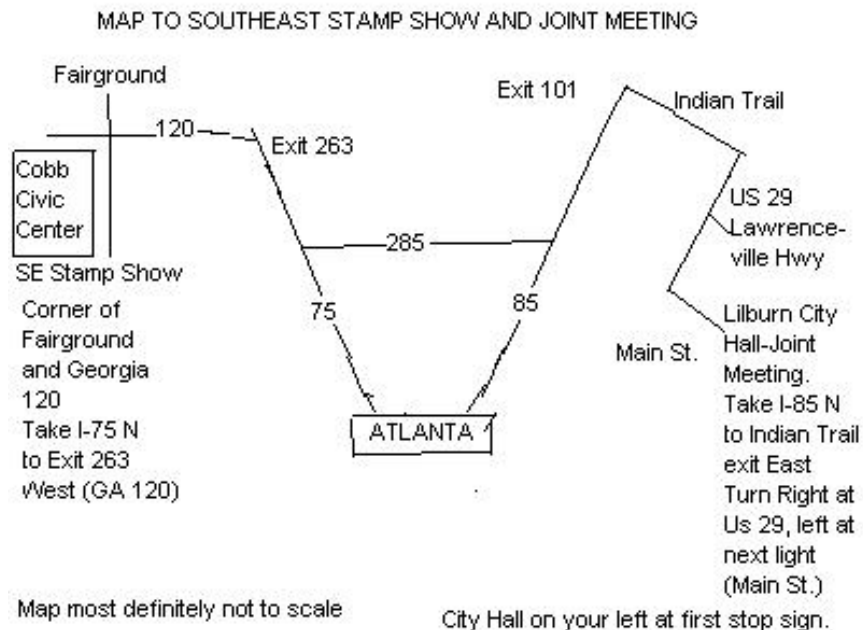 MAP TO SOUTHEAST STAMP SHOW AND JOINT MEETING
Fairground
Exit 101
Indian Trail
120
Exit 263
Cobb
Civic
Center
US 29
Lawrence-
ville Hwy
285
SE Stamp Show
75
85
Corner of
Fairground
and Georgia
120
Take I-75 N
to Exit 263
West (GA 120)
Main St.
ATLANTA
Lilburn City
Hall-Joint
Meeting.
Take I-85 N
to Indian Trail
exit East
Turn Right at
Us 29, left at
next light
(Main St.)
Map most definitely not to scale
City Hall on your left at first stop sign.